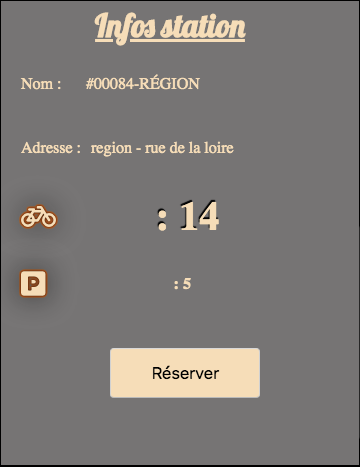 Infos station
Nom : #00084-RÉGION
Adresse : region - rue de la loire
: 14
P : 5
Réserver